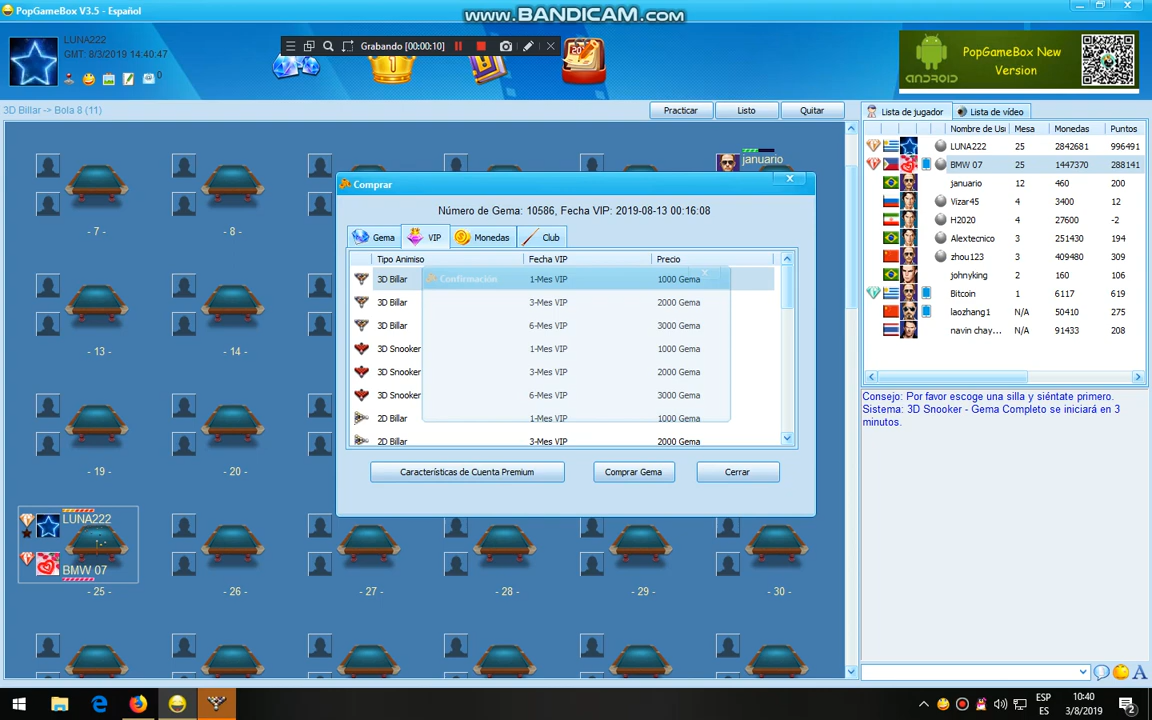 PopGameBox V3.5 - Español
www.BANDICAM.com
LUNA222
GMT: 8/3/2019 14:40:47
0
Grabando [00:00:10]
ANDROID
PopGameBox New
Version
3D Billar -> Bola 8 (11)
Practicar
Listo
Quitar
Lista de jugador
Lista de vídeo
Nombre de Usu
Mesa
Monedas
Puntos
LUNA222 25 2842681 996491
BMW 07 25 1447370 288141
januario 12 460 200
Vizar45 4 3400 12
H2020 4 27600 -2
Alextecnico 3 251430 194
zhou123 3 409480 309
johnyking 2 160 106
Bitcoin 1 6117 619
laozhang1 N/A 50410 275
navin chay... N/A 91433 208
januario
- 7 -
- 8 -
- 13 -
- 14 -
- 19 -
- 20 -
LUNA222
BMW 07
- 25 -
- 26 -
- 27 -
- 28 -
- 29 -
- 30 -
Comprar
Número de Gema: 10586, Fecha VIP: 2019-08-13 00:16:08
Gema
VIP
Monedas
Club
Tipo Animiso Fecha VIP Precio
3D Billar 1-Mes VIP 1000 Gema
Confirmación
3D Billar 3-Mes VIP 2000 Gema
3D Billar 6-Mes VIP 3000 Gema
3D Snooker 1-Mes VIP 1000 Gema
3D Snooker 3-Mes VIP 2000 Gema
3D Snooker 6-Mes VIP 3000 Gema
2D Billar 1-Mes VIP 1000 Gema
2D Billar 3-Mes VIP 2000 Gema
Características de Cuenta Premium
Comprar Gema
Cerrar
Consejo: Por favor escoge una silla y siéntate primero.
Sistema: 3D Snooker - Gema Completo se iniciará en 3
minutos.
A
ESP
ES
10:40
3/8/2019
2